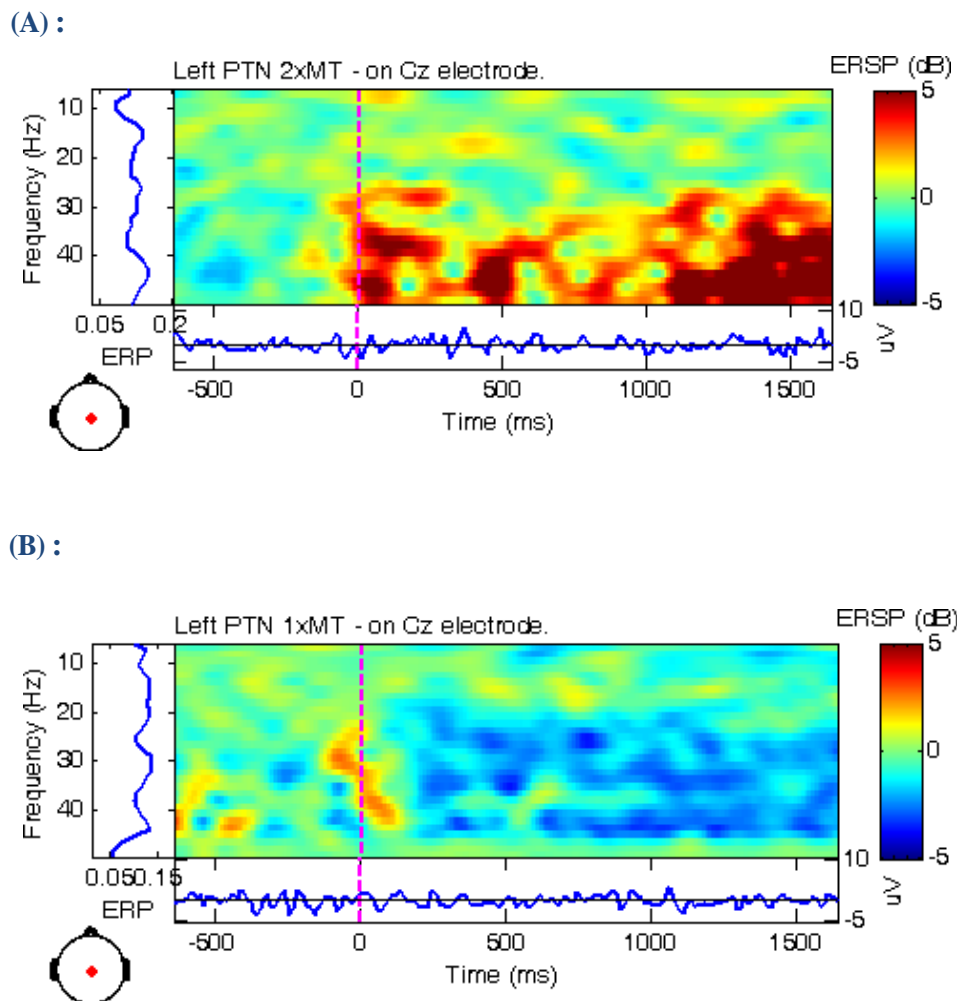 (A) :
Left PTN 2xMT - on Cz electrode.
ERSP (dB)
Frequency (Hz)
10
20
30
40
5
0
-5
0.05 0.2
ERP
10
-5
uV
-500 0 500 1000 1500
Time (ms)
(B) :
Left PTN 1xMT - on Cz electrode.
ERSP (dB)
Frequency (Hz)
10
20
30
40
5
0
-5
0.05 0.15
ERP
10
-5
uV
-500 0 500 1000 1500
Time (ms)